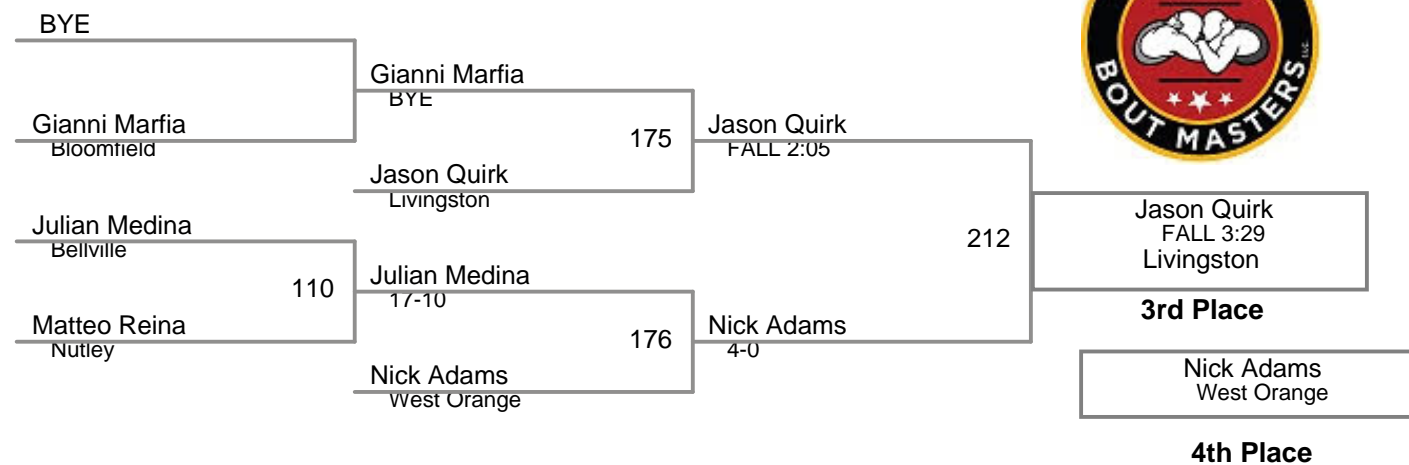 BYE
Gianni Marfia
BYE
Gianni Marfia
Bloomfield
175
Jason Quirk
FALL 2:05
Jason Quirk
Livingston
Julian Medina
Bellville
212
Jason Quirk
FALL 3:29
Livingston
110
Julian Medina
17-10
3rd Place
Matteo Reina
Nutley
176
Nick Adams
4-0
Nick Adams
West Orange
Nick Adams
West Orange
4th Place
BOUT MASTERS LLC.